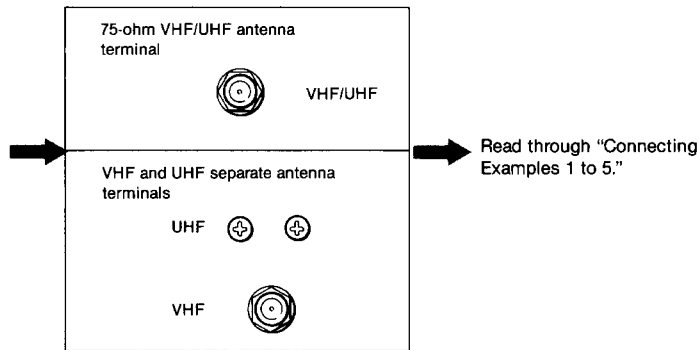 75-ohm VHF/UHF antenna
terminal
VHF/UHF
VHF and UHF separate antenna
terminals
UHF
VHF
Read through “Connecting
Examples 1 to 5.”